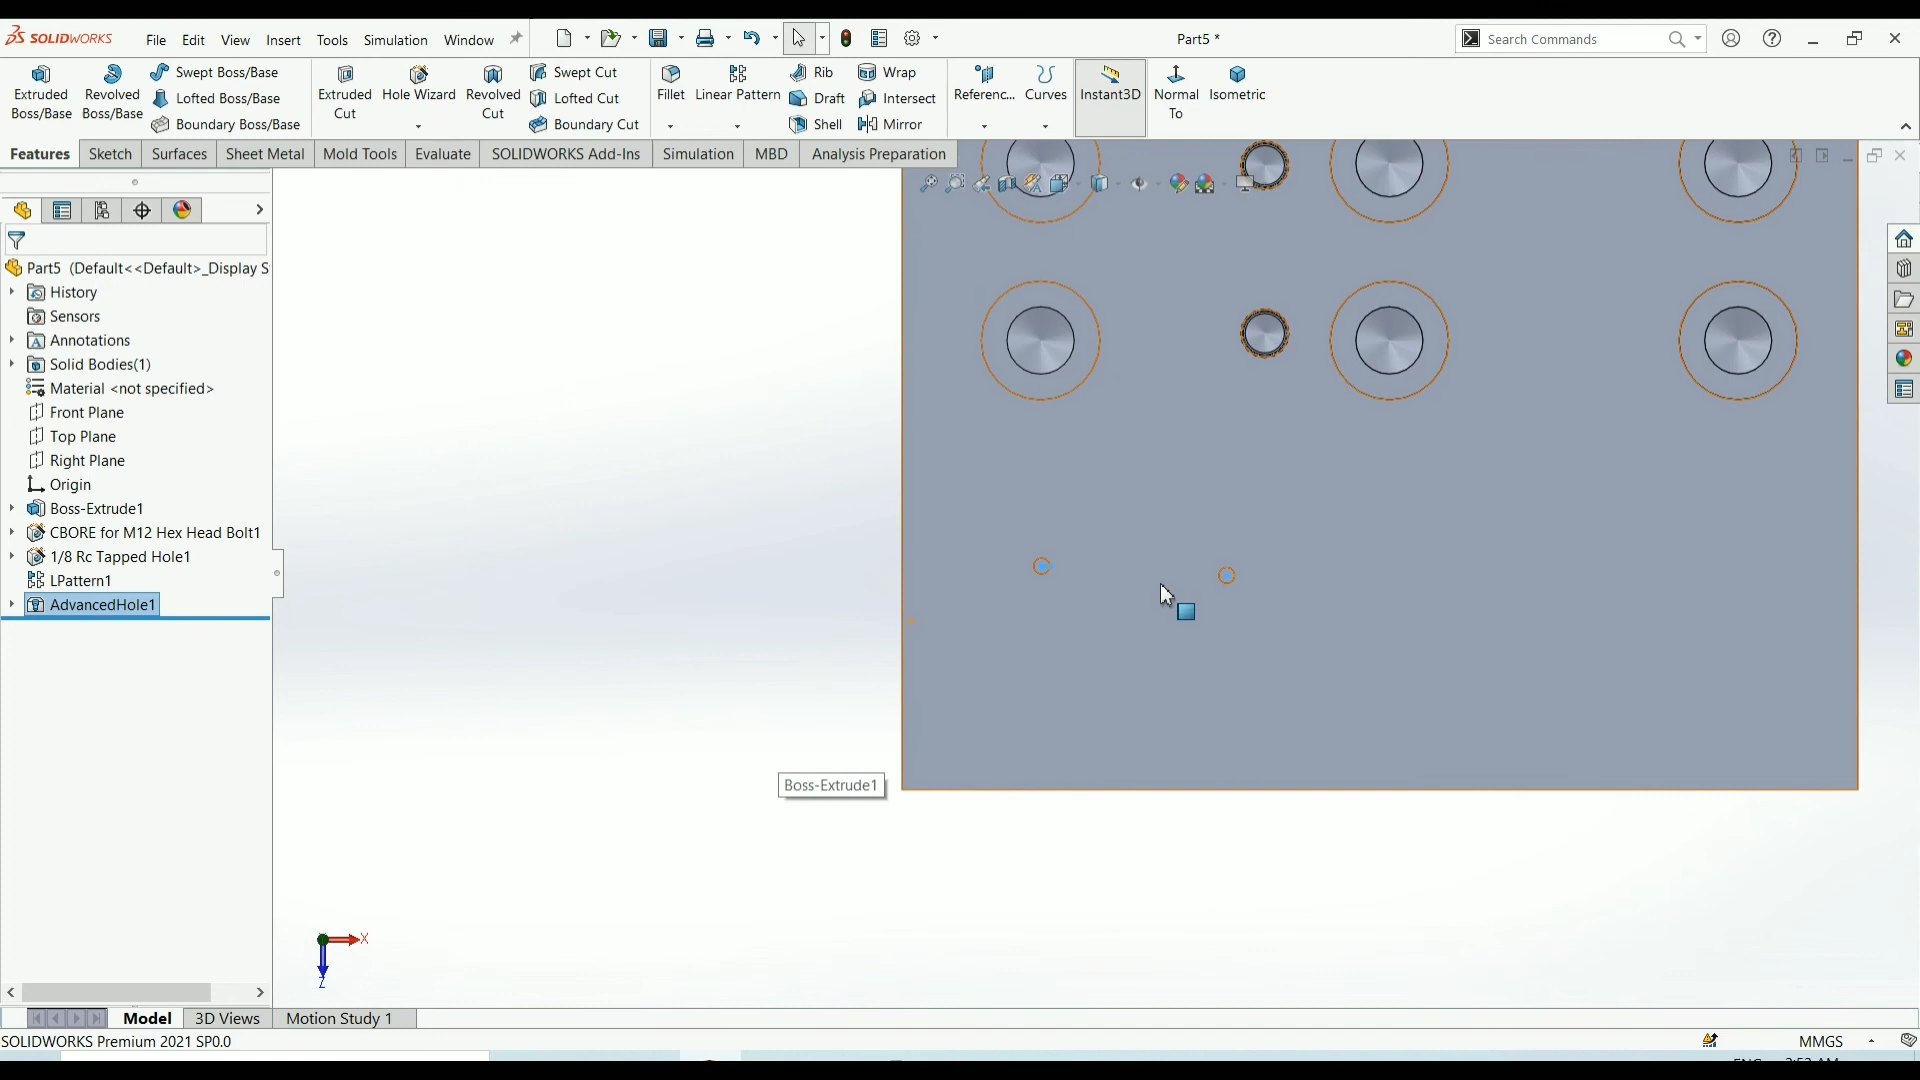 SOLIDWORKS File Edit View Insert Tools Simulation Window Part5 * Search Commands
Extruded Boss/Base
Revolved Boss/Base
Swept Boss/Base
Lofted Boss/Base
Boundary Boss/Base
Extruded Cut
Hole Wizard
Revolved Cut
Swept Cut
Lofted Cut
Boundary Cut
Fillet
Linear Pattern
Rib
Draft
Shell
Wrap
Intersect
Mirror
Referenc...
Curves
Instant3D
Normal To
Isometric
Features Sketch Surfaces Sheet Metal Mold Tools Evaluate SOLIDWORKS Add-Ins Simulation MBD Analysis Preparation
Part5 (Default<<Default>_Display S
History
Sensors
Annotations
Solid Bodies(1)
Material <not specified>
Front Plane
Top Plane
Right Plane
Origin
Boss-Extrude1
CBORE for M12 Hex Head Bolt1
1/8 Rc Tapped Hole1
LPattern1
AdvancedHole1
Boss-Extrude1
X
Z
Model 3D Views Motion Study 1
SOLIDWORKS Premium 2021 SP0.0 MMGS